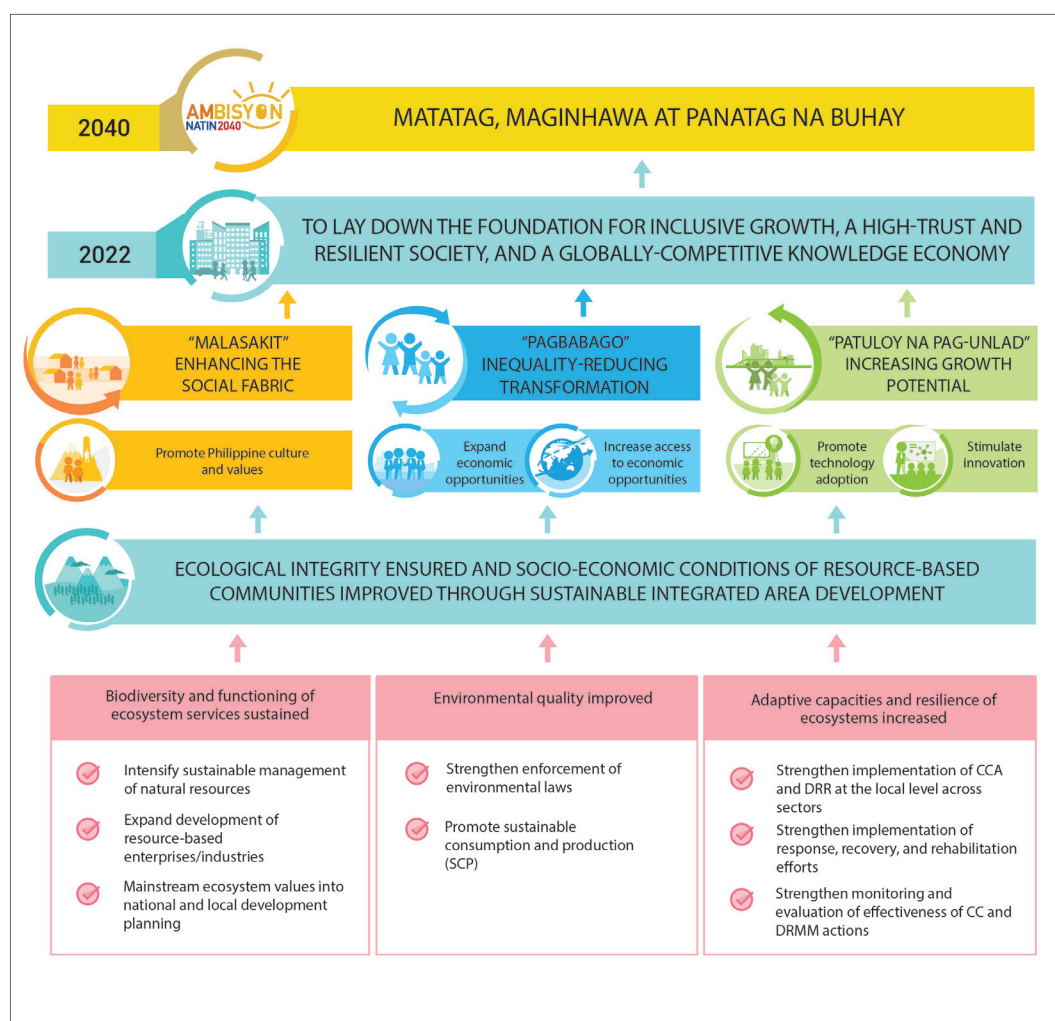 2040
AMBISYON
NATIN2040
MATATAG, MAGINHAWA AT PANATAG NA BUHAY
2022
TO LAY DOWN THE FOUNDATION FOR INCLUSIVE GROWTH, A HIGH-TRUST AND
RESILIENT SOCIETY, AND A GLOBALLY-COMPETITIVE KNOWLEDGE ECONOMY
“MALASAKIT”
ENHANCING THE
SOCIAL FABRIC
“PAGBABAGO”
INEQUALITY-REDUCING
TRANSFORMATION
“PATULOY NA PAG-UNLAD”
INCREASING GROWTH
POTENTIAL
Promote Philippine culture
and values
Expand
economic
opportunities
Increase access
to economic
opportunities
Promote
technology
adoption
Stimulate
innovation
ECOLOGICAL INTEGRITY ENSURED AND SOCIO-ECONOMIC CONDITIONS OF RESOURCE-BASED
COMMUNITIES IMPROVED THROUGH SUSTAINABLE INTEGRATED AREA DEVELOPMENT
Biodiversity and functioning of
ecosystem services sustained
Intensify sustainable management
of natural resources
Expand development of
resource-based
enterprises/industries
Mainstream ecosystem values into
national and local development
planning
Environmental quality improved
Strengthen enforcement of
environmental laws
Promote sustainable
consumption and production
(SCP)
Adaptive capacities and resilience of
ecosystems increased
Strengthen implementation of CCA
and DRR at the local level across
sectors
Strengthen implementation of
response, recovery, and rehabilitation
efforts
Strengthen monitoring and
evaluation of effectiveness of CC and
DRMM actions